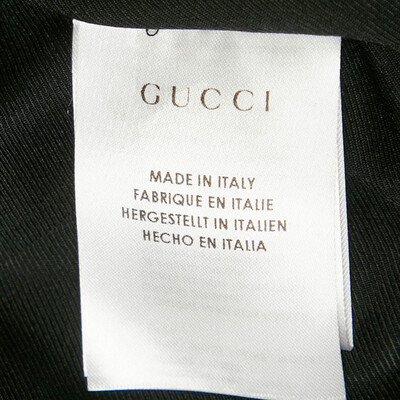 GUCCI
MADE IN ITALY
FABRIQUE EN ITALIE
HERGESTELLT IN ITALIEN
HECHO EN ITALIA